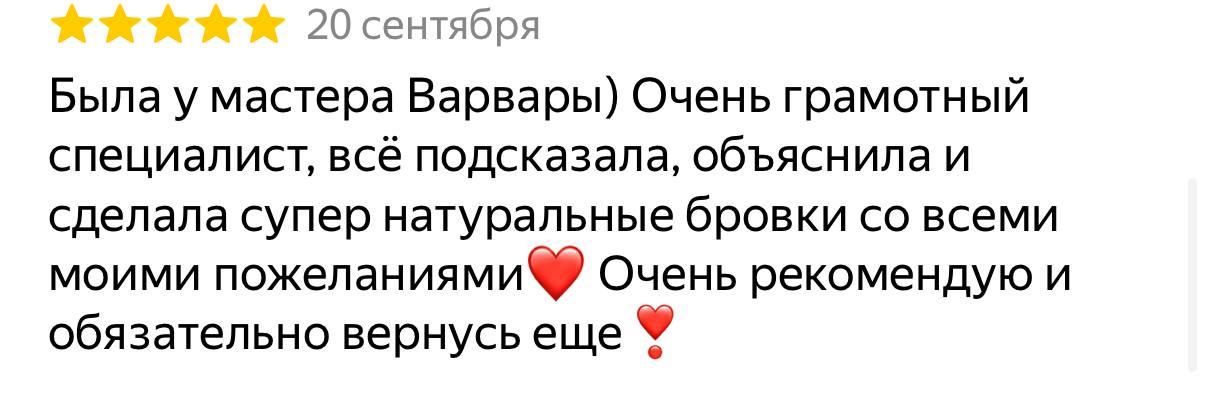 20 сентября
Была у мастера Варвары) Очень грамотный
специалист, всё подсказала, объяснила и
сделала супер натуральные бровки со всеми
моими пожеланиями❤️ Очень рекомендую и
обязательно вернусь еще ❣️